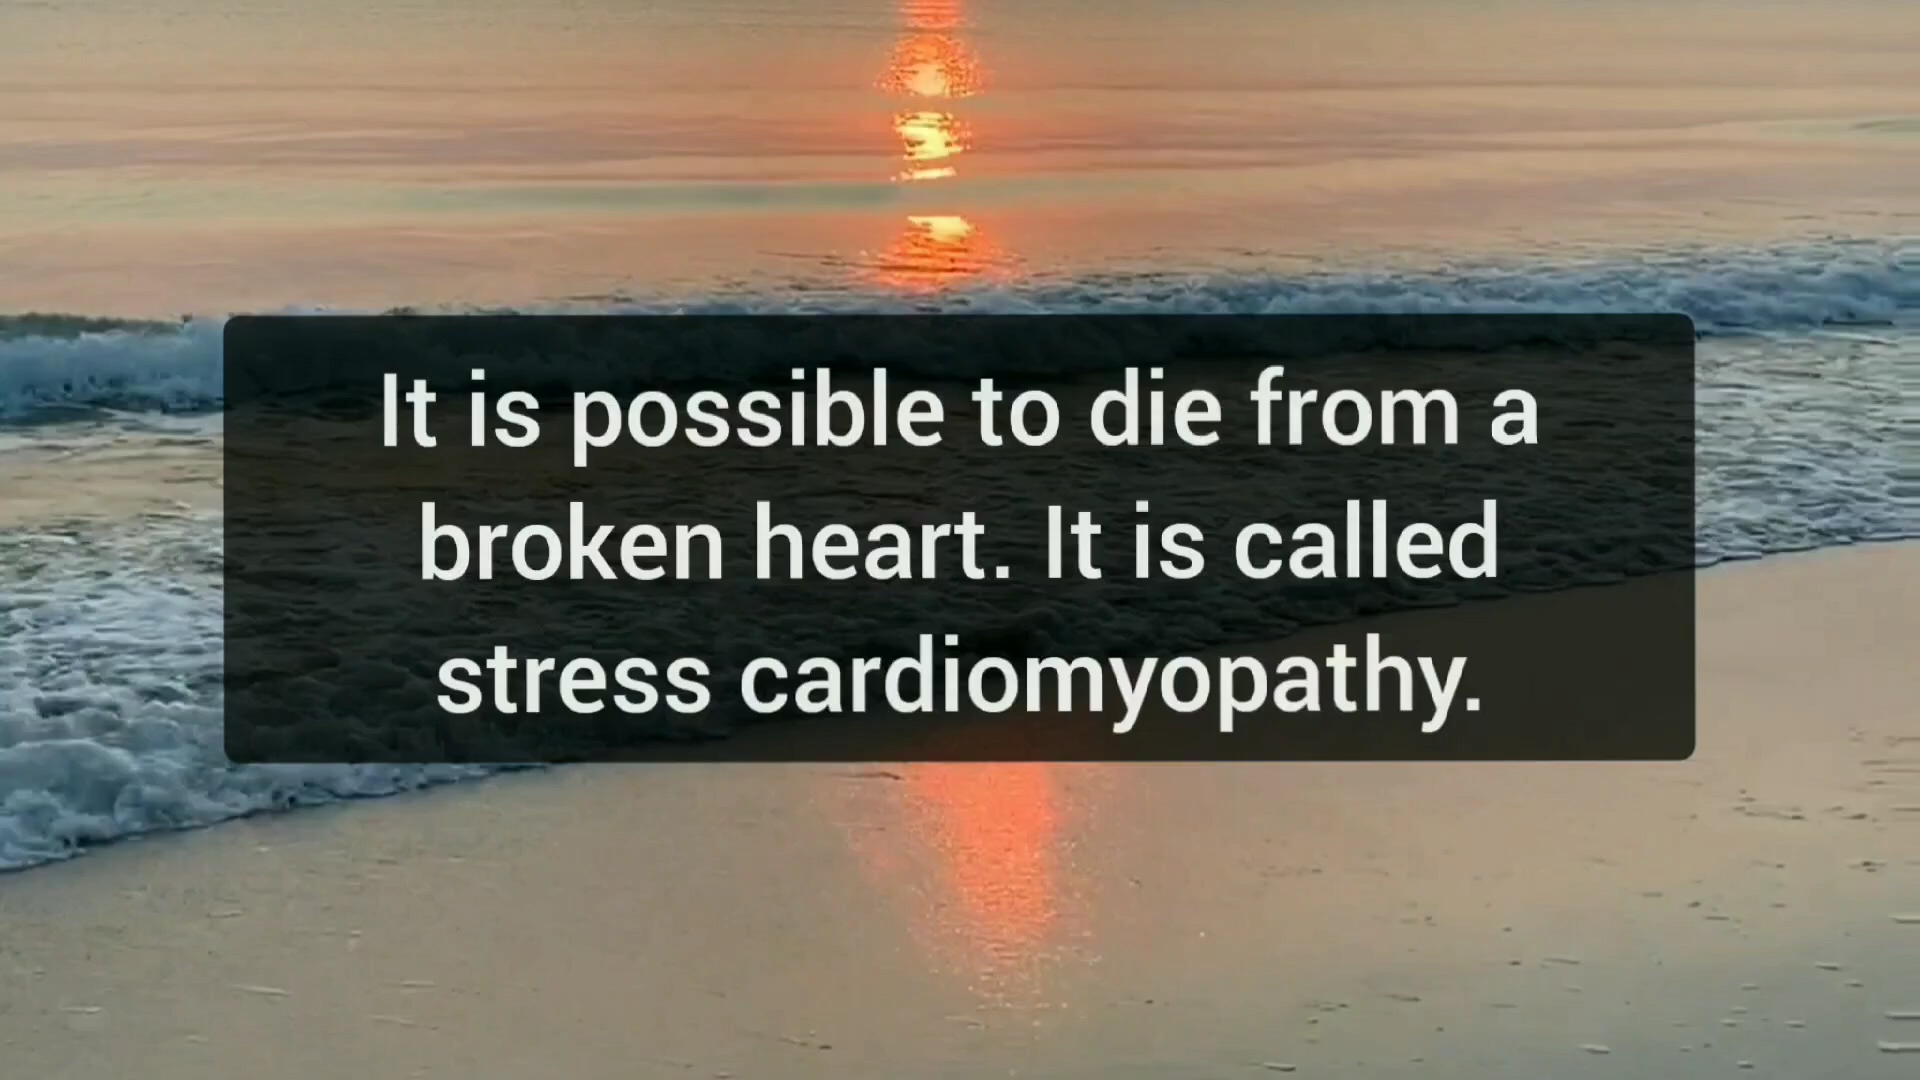 It is possible to die from a
broken heart. It is called
stress cardiomyopathy.